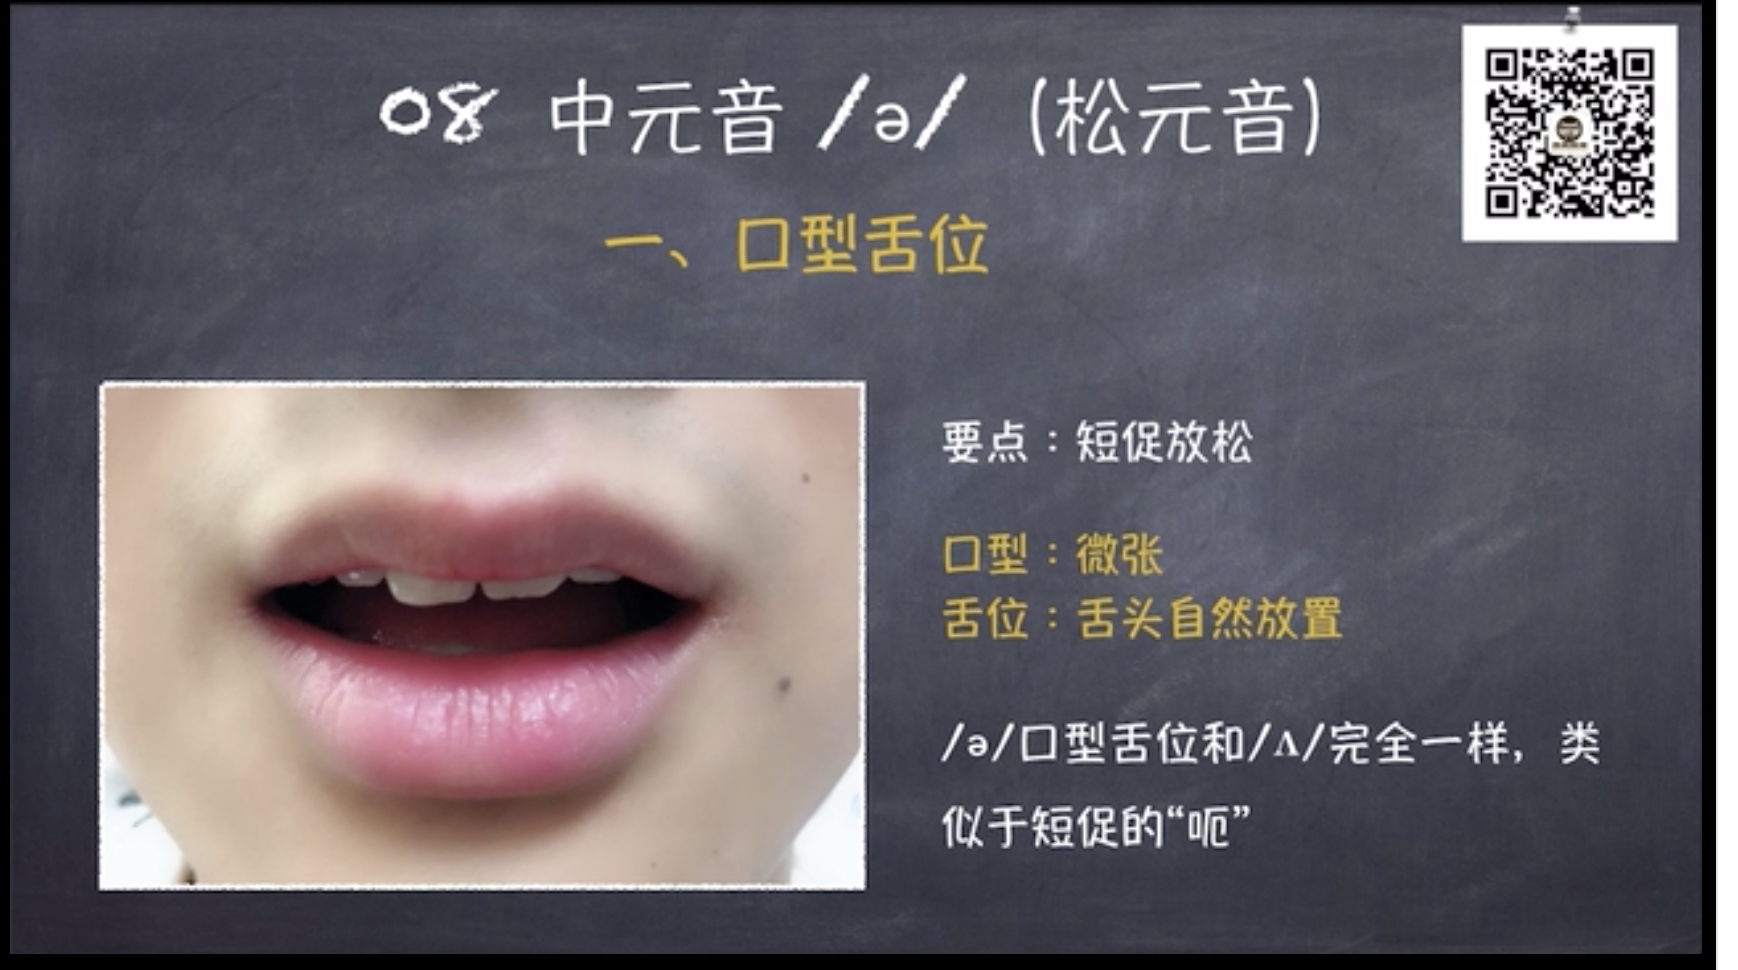 08 中元音 /ə/（松元音）
一、口型舌位
要点：短促放松
口型：微张
舌位：舌头自然放置
/ə/口型舌位和/ʌ/完全一样，类
似于短促的“呃”